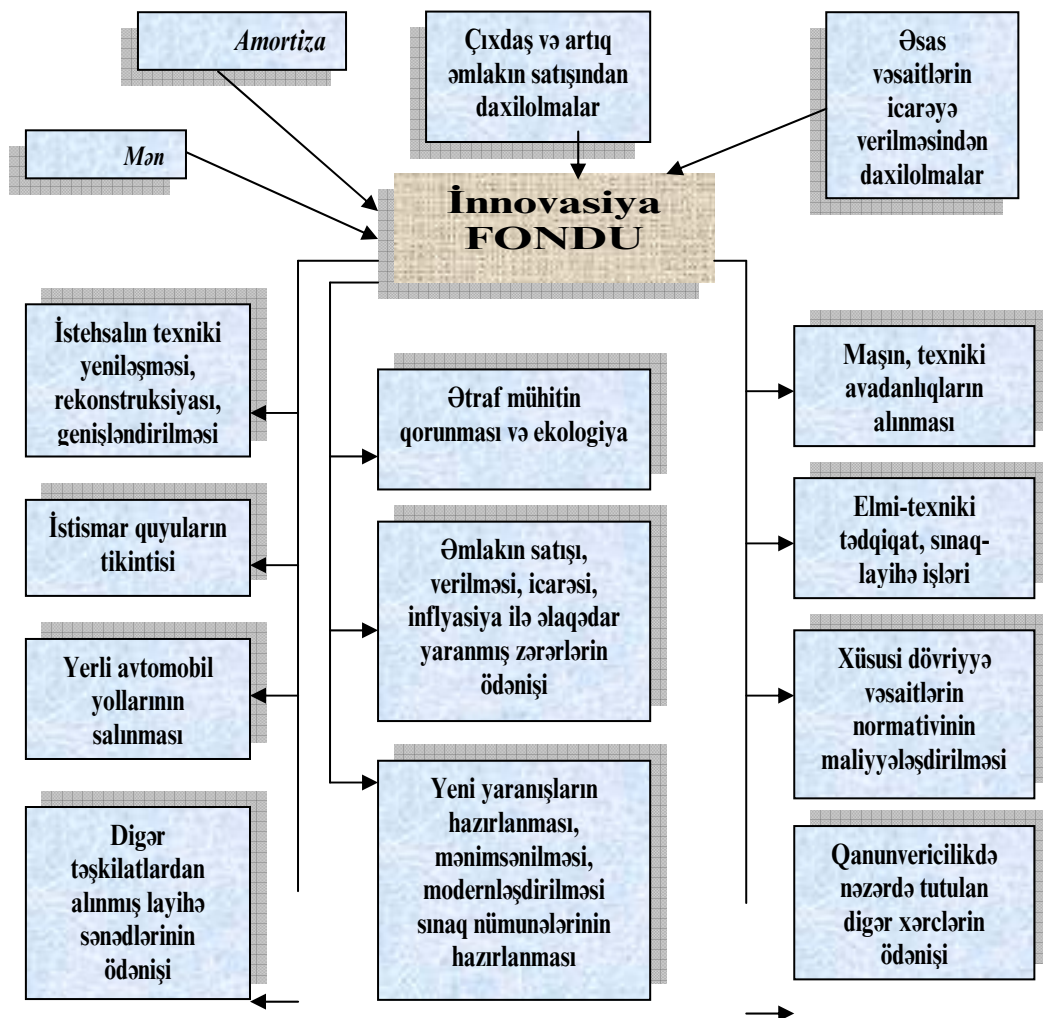 Amortiza
Mən
Çıxdaş və artıq
əmlakın satışından
daxilolmalar
Əsas
vəsaitlərin
icarəyə
verilməsindən
daxilolmalar
İnnovasiya
FONDU
İstehsalın texniki
yeniləşməsi,
rekonstruksiyası,
genişləndirilməsi
İstismar quyuların
tikintisi
Yerli avtomobil
yollarının
salınması
Digər
təşkilatlardan
alınmış layihə
sənədlərinin
ödənişi
Ətraf mühitin
qorunması və ekologiya
Əmlakın satışı,
verilməsi, icarəsi,
inflyasiya ilə əlaqədar
yaranmış zərərlərin
ödənişi
Yeni yaranışların
hazırlanması,
mənimsənilməsi,
modernləşdirilməsi
sınaq nümunələrinin
hazırlanması
Maşın, texniki
avadanlıqların
alınması
Elmi-texniki
tədqiqat, sınaq-
layihə işləri
Xüsusi dövriyyə
vəsaitlərin
normativinin
maliyyələşdirilməsi
Qanunvericilikdə
nəzərdə tutulan
digər xərclərin
ödənişi